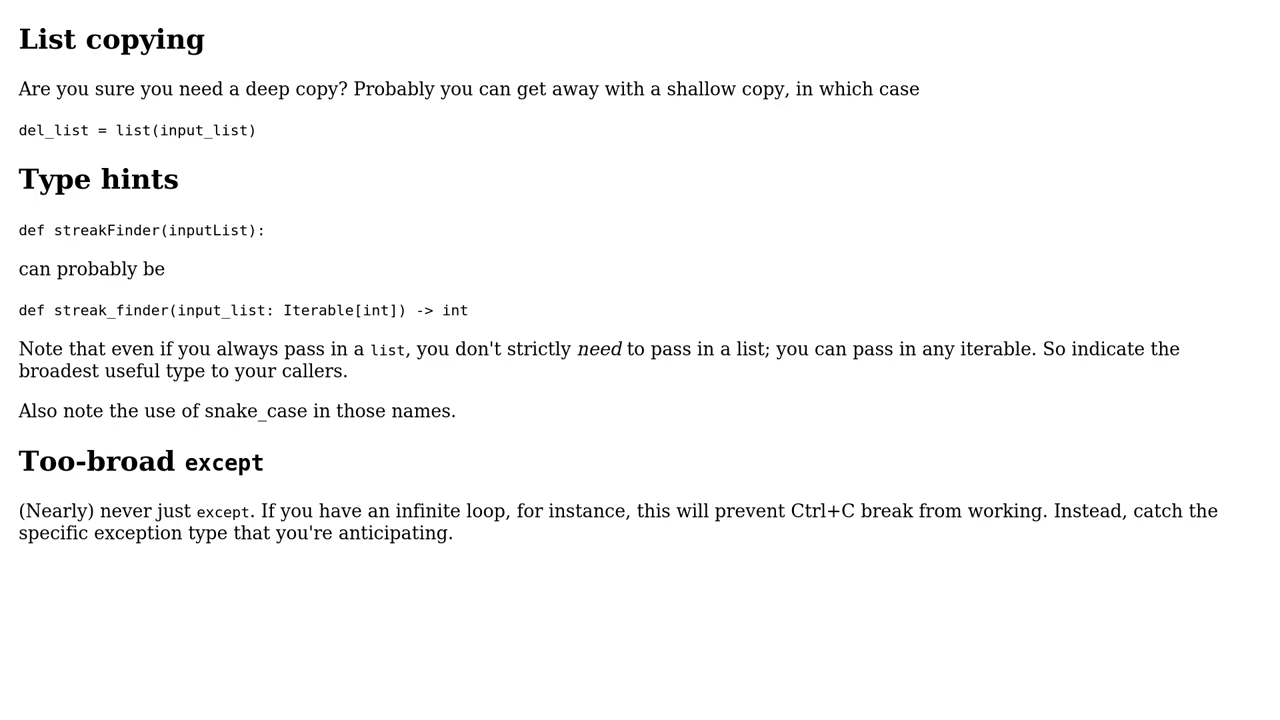 List copying
Are you sure you need a deep copy? Probably you can get away with a shallow copy, in which case
del_list = list(input_list)
Type hints
def streakFinder(inputList):
can probably be
def streak_finder(input_list: Iterable[int]) -> int
Note that even if you always pass in a list, you don't strictly need to pass in a list; you can pass in any iterable. So indicate the
broadest useful type to your callers.
Also note the use of snake_case in those names.
Too-broad except
(Nearly) never just except. If you have an infinite loop, for instance, this will prevent Ctrl+C break from working. Instead, catch the
specific exception type that you're anticipating.